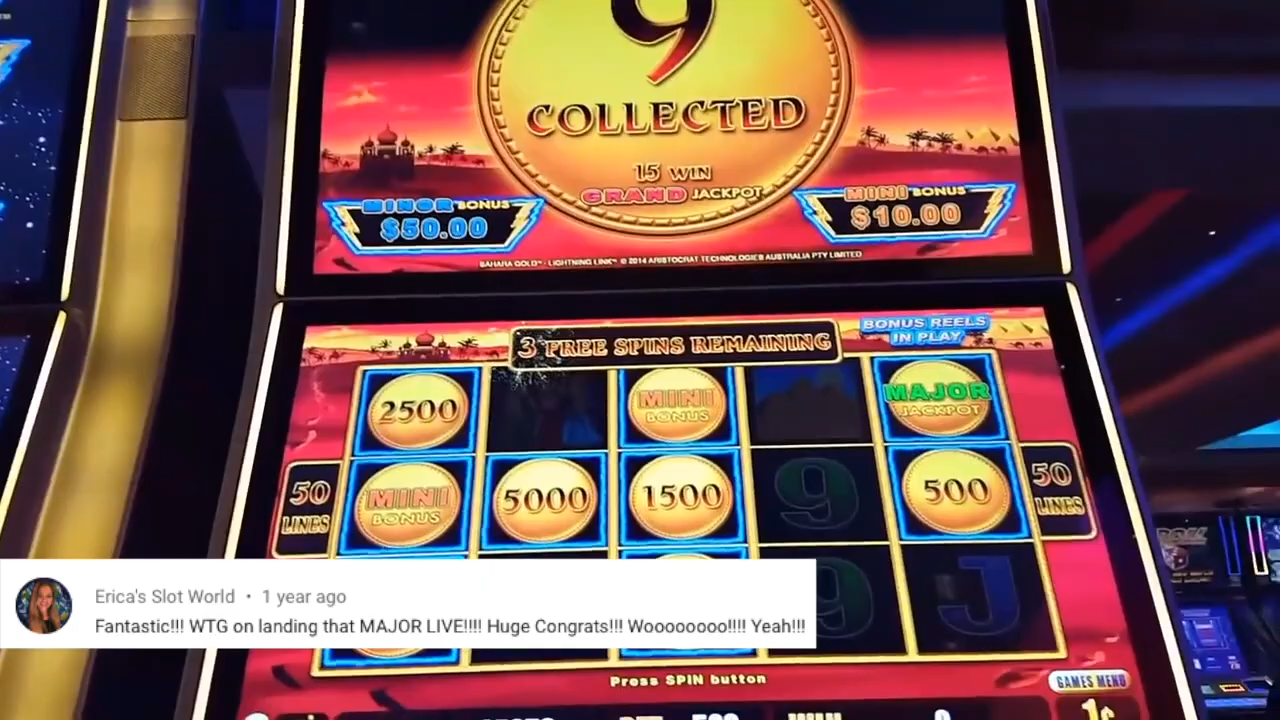 9
COLLECTED
15 WIN
GRAND JACKPOT
MINOR BONUS
$50.00
MINI BONUS
$10.00
SAHARA GOLD™ - LIGHTNING LINK™ © 2014 ARISTOCRAT TECHNOLOGIES AUSTRALIA PTY LIMITED
3 FREE SPINS REMAINING
BONUS REELS
IN PLAY
2500
MINI
BONUS
MAJOR
JACKPOT
50
LINES
MINI
BONUS
5000
1500
9
500
50
LINES
9
J
Erica's Slot World • 1 year ago
Fantastic!!! WTG on landing that MAJOR LIVE!!!! Huge Congrats!!! Woooooooo!!!! Yeah!!!
Press SPIN button
GAMES MENU
1¢